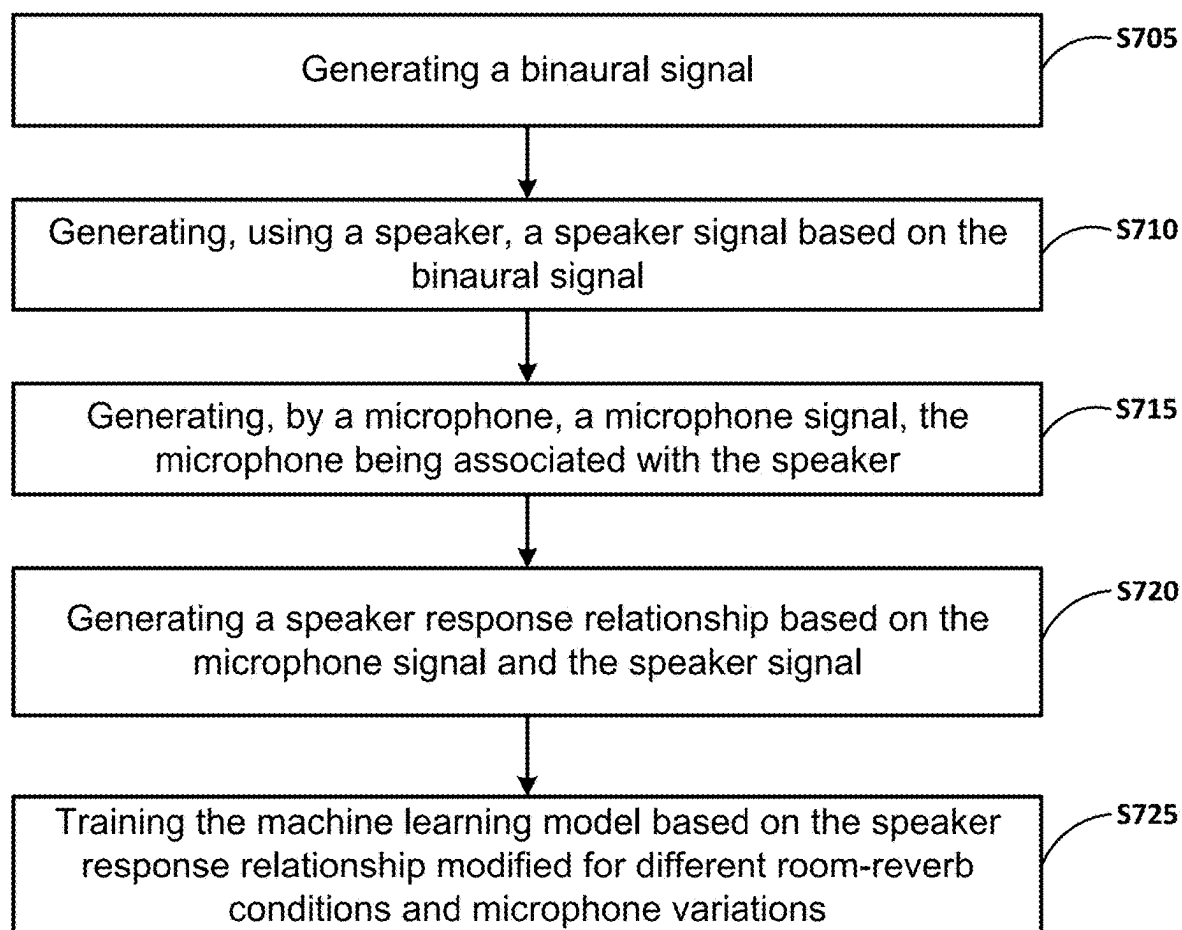 Generating a binaural signal
S705
Generating, using a speaker, a speaker signal based on the
binaural signal
S710
Generating, by a microphone, a microphone signal, the
microphone being associated with the speaker
S715
Generating a speaker response relationship based on the
microphone signal and the speaker signal
S720
Training the machine learning model based on the speaker
response relationship modified for different room-reverb
conditions and microphone variations
S725